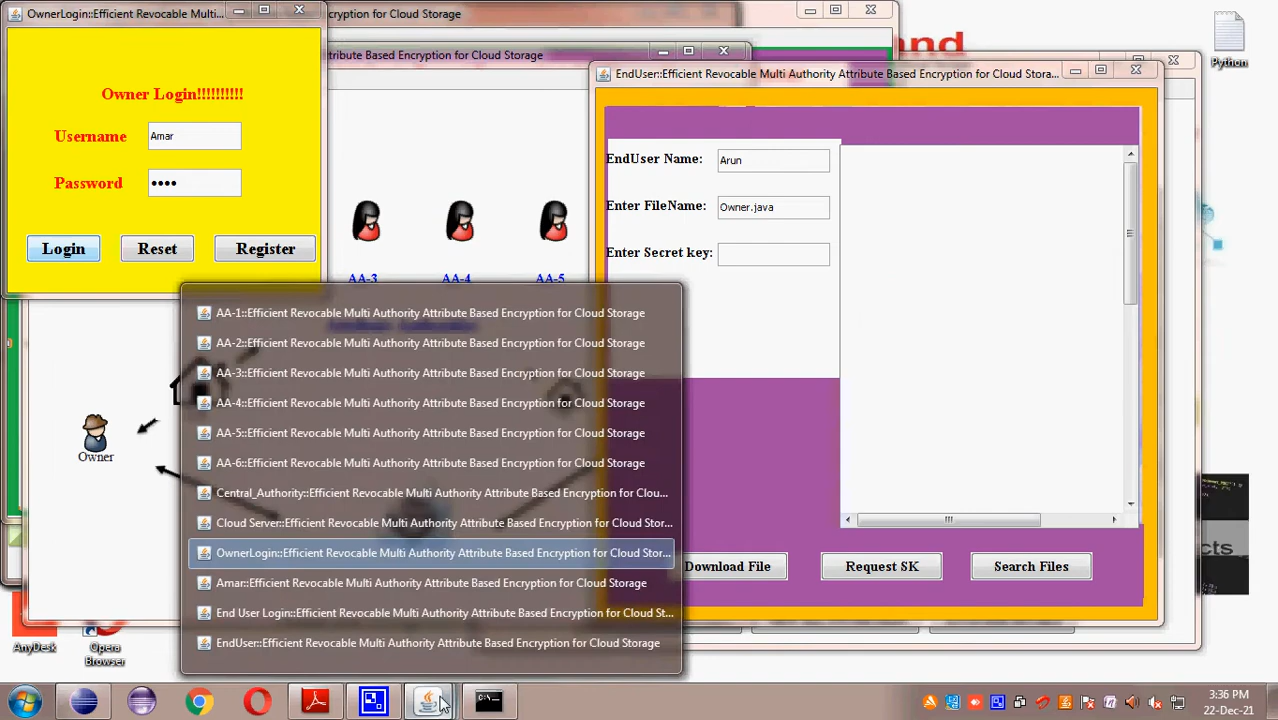 OwnerLogin::Efficient Revocable Multi...
cryption for Cloud Storage
Owner Login!!!!!!!!!!
Username
Amar
Password
••••
Login
Reset
Register
ttribute Based Encryption for Cloud Storage
AA-3
AA-4
AA-5
Owner
EndUser::Efficient Revocable Multi Authority Attribute Based Encryption for Cloud Stora...
EndUser Name:
Arun
Enter FileName:
Owner.java
Enter Secret key:
Download File
Request SK
Search Files
AA-1::Efficient Revocable Multi Authority Attribute Based Encryption for Cloud Storage
AA-2::Efficient Revocable Multi Authority Attribute Based Encryption for Cloud Storage
AA-3::Efficient Revocable Multi Authority Attribute Based Encryption for Cloud Storage
AA-4::Efficient Revocable Multi Authority Attribute Based Encryption for Cloud Storage
AA-5::Efficient Revocable Multi Authority Attribute Based Encryption for Cloud Storage
AA-6::Efficient Revocable Multi Authority Attribute Based Encryption for Cloud Storage
Central_Authority::Efficient Revocable Multi Authority Attribute Based Encryption for Clou...
Cloud Server::Efficient Revocable Multi Authority Attribute Based Encryption for Cloud Stor...
OwnerLogin::Efficient Revocable Multi Authority Attribute Based Encryption for Cloud Stor...
Amar::Efficient Revocable Multi Authority Attribute Based Encryption for Cloud Storage
End User Login::Efficient Revocable Multi Authority Attribute Based Encryption for Cloud St...
EndUser::Efficient Revocable Multi Authority Attribute Based Encryption for Cloud Storage
and
Python
cts
AnyDesk
Opera
Browser
3:36 PM
22-Dec-21